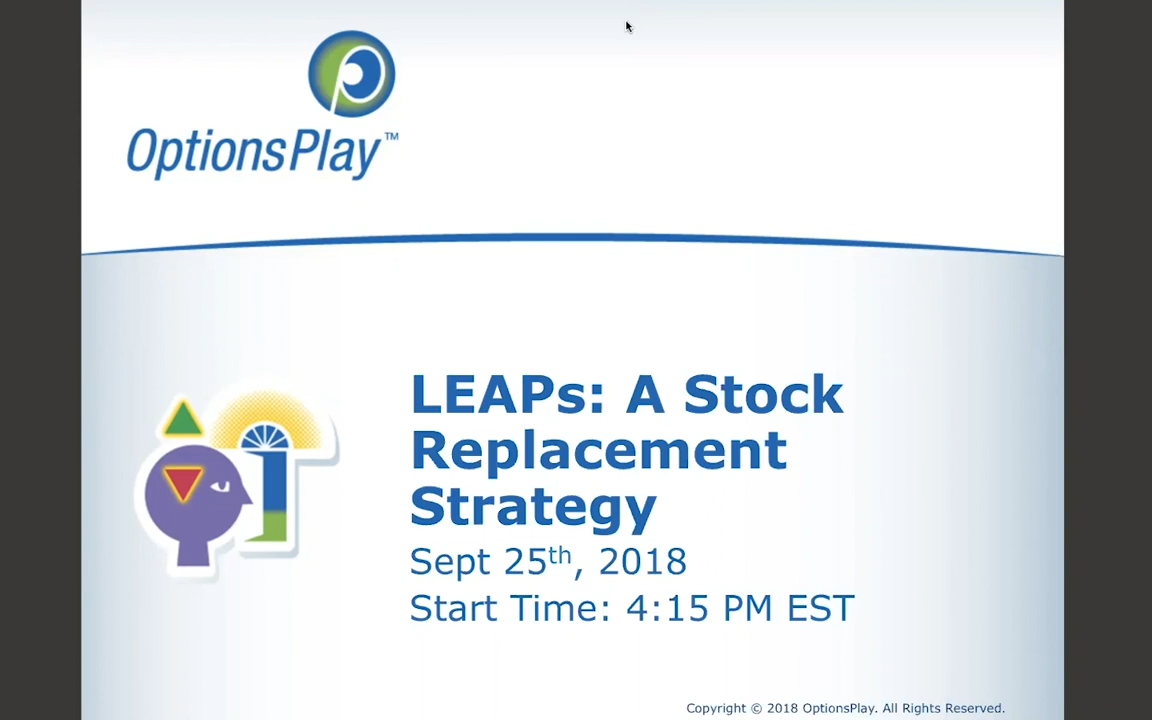 OptionsPlay™
LEAPs: A Stock
Replacement
Strategy
Sept 25th, 2018
Start Time: 4:15 PM EST
Copyright © 2018 OptionsPlay. All Rights Reserved.